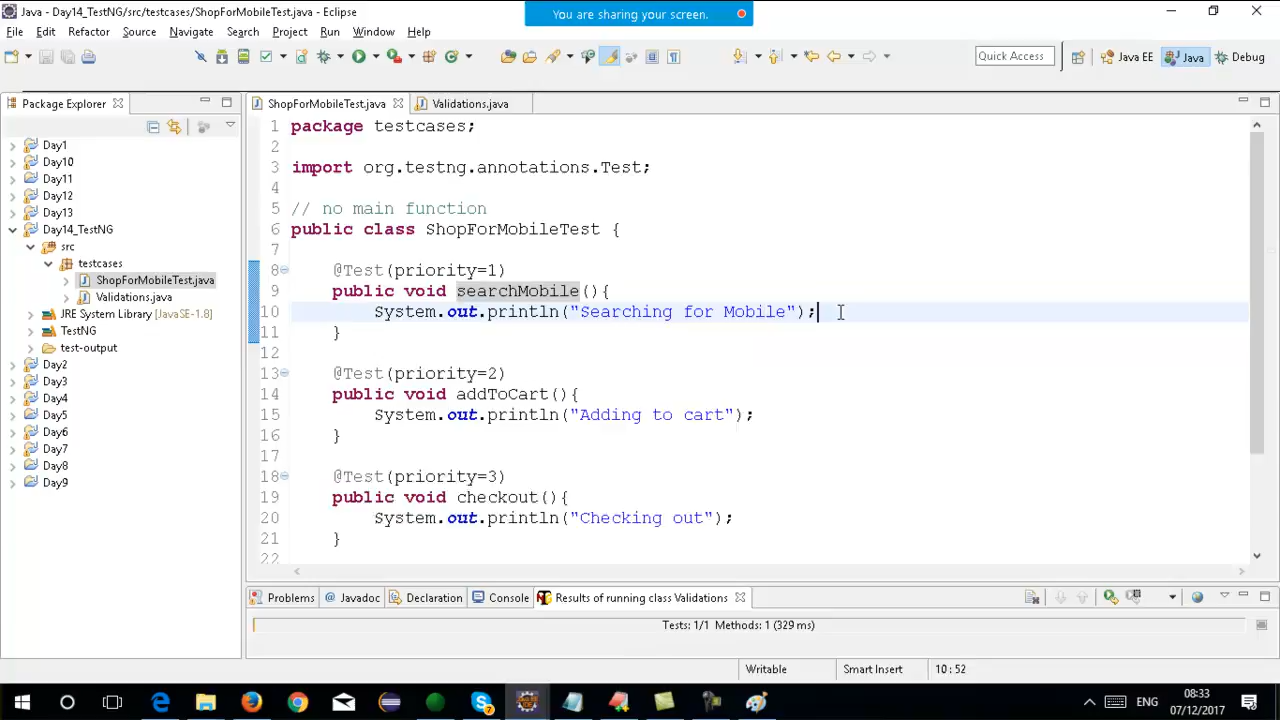 Java - Day14_TestNG/src/testcases/ShopForMobileTest.java - Eclipse
You are sharing your screen.
File Edit Refactor Source Navigate Search Project Run Window Help
Quick Access
Java EE
Java
Debug
Package Explorer
ShopForMobileTest.java
Validations.java
Day1
Day10
Day11
Day12
Day13
Day14_TestNG
src
testcases
ShopForMobileTest.java
Validations.java
JRE System Library [JavaSE-1.8]
TestNG
test-output
Day2
Day3
Day4
Day5
Day6
Day7
Day8
Day9
1 package testcases;
2
3 import org.testng.annotations.Test;
4
5 // no main function
6 public class ShopForMobileTest {
7
8 @Test(priority=1)
9 public void searchMobile(){
10 System.out.println("Searching for Mobile");
11 }
12
13 @Test(priority=2)
14 public void addToCart(){
15 System.out.println("Adding to cart");
16 }
17
18 @Test(priority=3)
19 public void checkout(){
20 System.out.println("Checking out");
21 }
22
Problems @ Javadoc Declaration Console Results of running class Validations
Tests: 1/1 Methods: 1 (329 ms)
Writable Smart Insert 10 : 52
ENG
08:33
07/12/2017